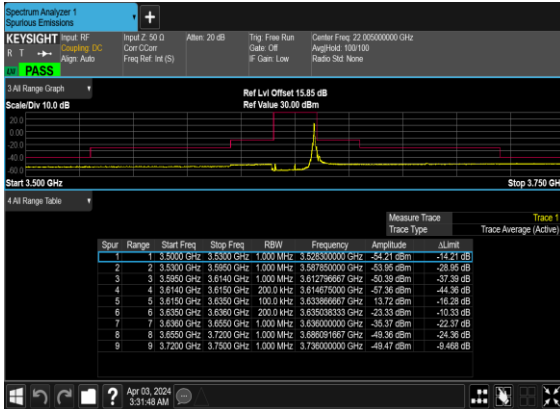 Spectrum Analyzer 1
Spurious Emissions
KEYSIGHT Input: RF Input Z: 50 Ω Atten: 20 dB Trig: Free Run Center Freq: 22.005000000 GHz
R T Coupling: DC Corr CCorr Gate: Off Avg|Hold: 100/100
Align: Auto Freq Ref: Int (S) IF Gain: Low Radio Std: None
PASS
3 All Range Graph
Ref Lvl Offset 15.85 dB
Scale/Div 10.0 dB Ref Value 30.00 dBm
20.0
0.00
-20.0
-40.0
-60.0
Start 3.500 GHz Stop 3.750 GH
4 All Range Table
Measure Trace Trace 1
Trace Type Trace Average (Active)
Spur Range Start Freq Stop Freq RBW Frequency Amplitude ΔLimit
1 1 3.5000 GHz 3.5300 GHz 1.000 MHz 3.528300000 GHz -54.21 dBm -14.21 dB
2 2 3.5300 GHz 3.5950 GHz 1.000 MHz 3.587850000 GHz -53.95 dBm -28.95 dB
3 3 3.5950 GHz 3.6140 GHz 1.000 MHz 3.612796667 GHz -50.39 dBm -37.39 dB
4 4 3.6140 GHz 3.6150 GHz 200.0 kHz 3.614675000 GHz -57.36 dBm -44.36 dB
5 5 3.6150 GHz 3.6350 GHz 100.0 kHz 3.633866667 GHz 13.72 dBm -16.28 dB
6 6 3.6350 GHz 3.6360 GHz 200.0 kHz 3.635038333 GHz -23.33 dBm -10.33 dB
7 7 3.6360 GHz 3.6550 GHz 1.000 MHz 3.636000000 GHz -35.37 dBm -22.37 dB
8 8 3.6550 GHz 3.7200 GHz 1.000 MHz 3.686091667 GHz -49.36 dBm -24.36 dB
9 9 3.7200 GHz 3.7500 GHz 1.000 MHz 3.736000000 GHz -49.47 dBm -9.468 dB
Apr 03, 2024
3:31:48 AM